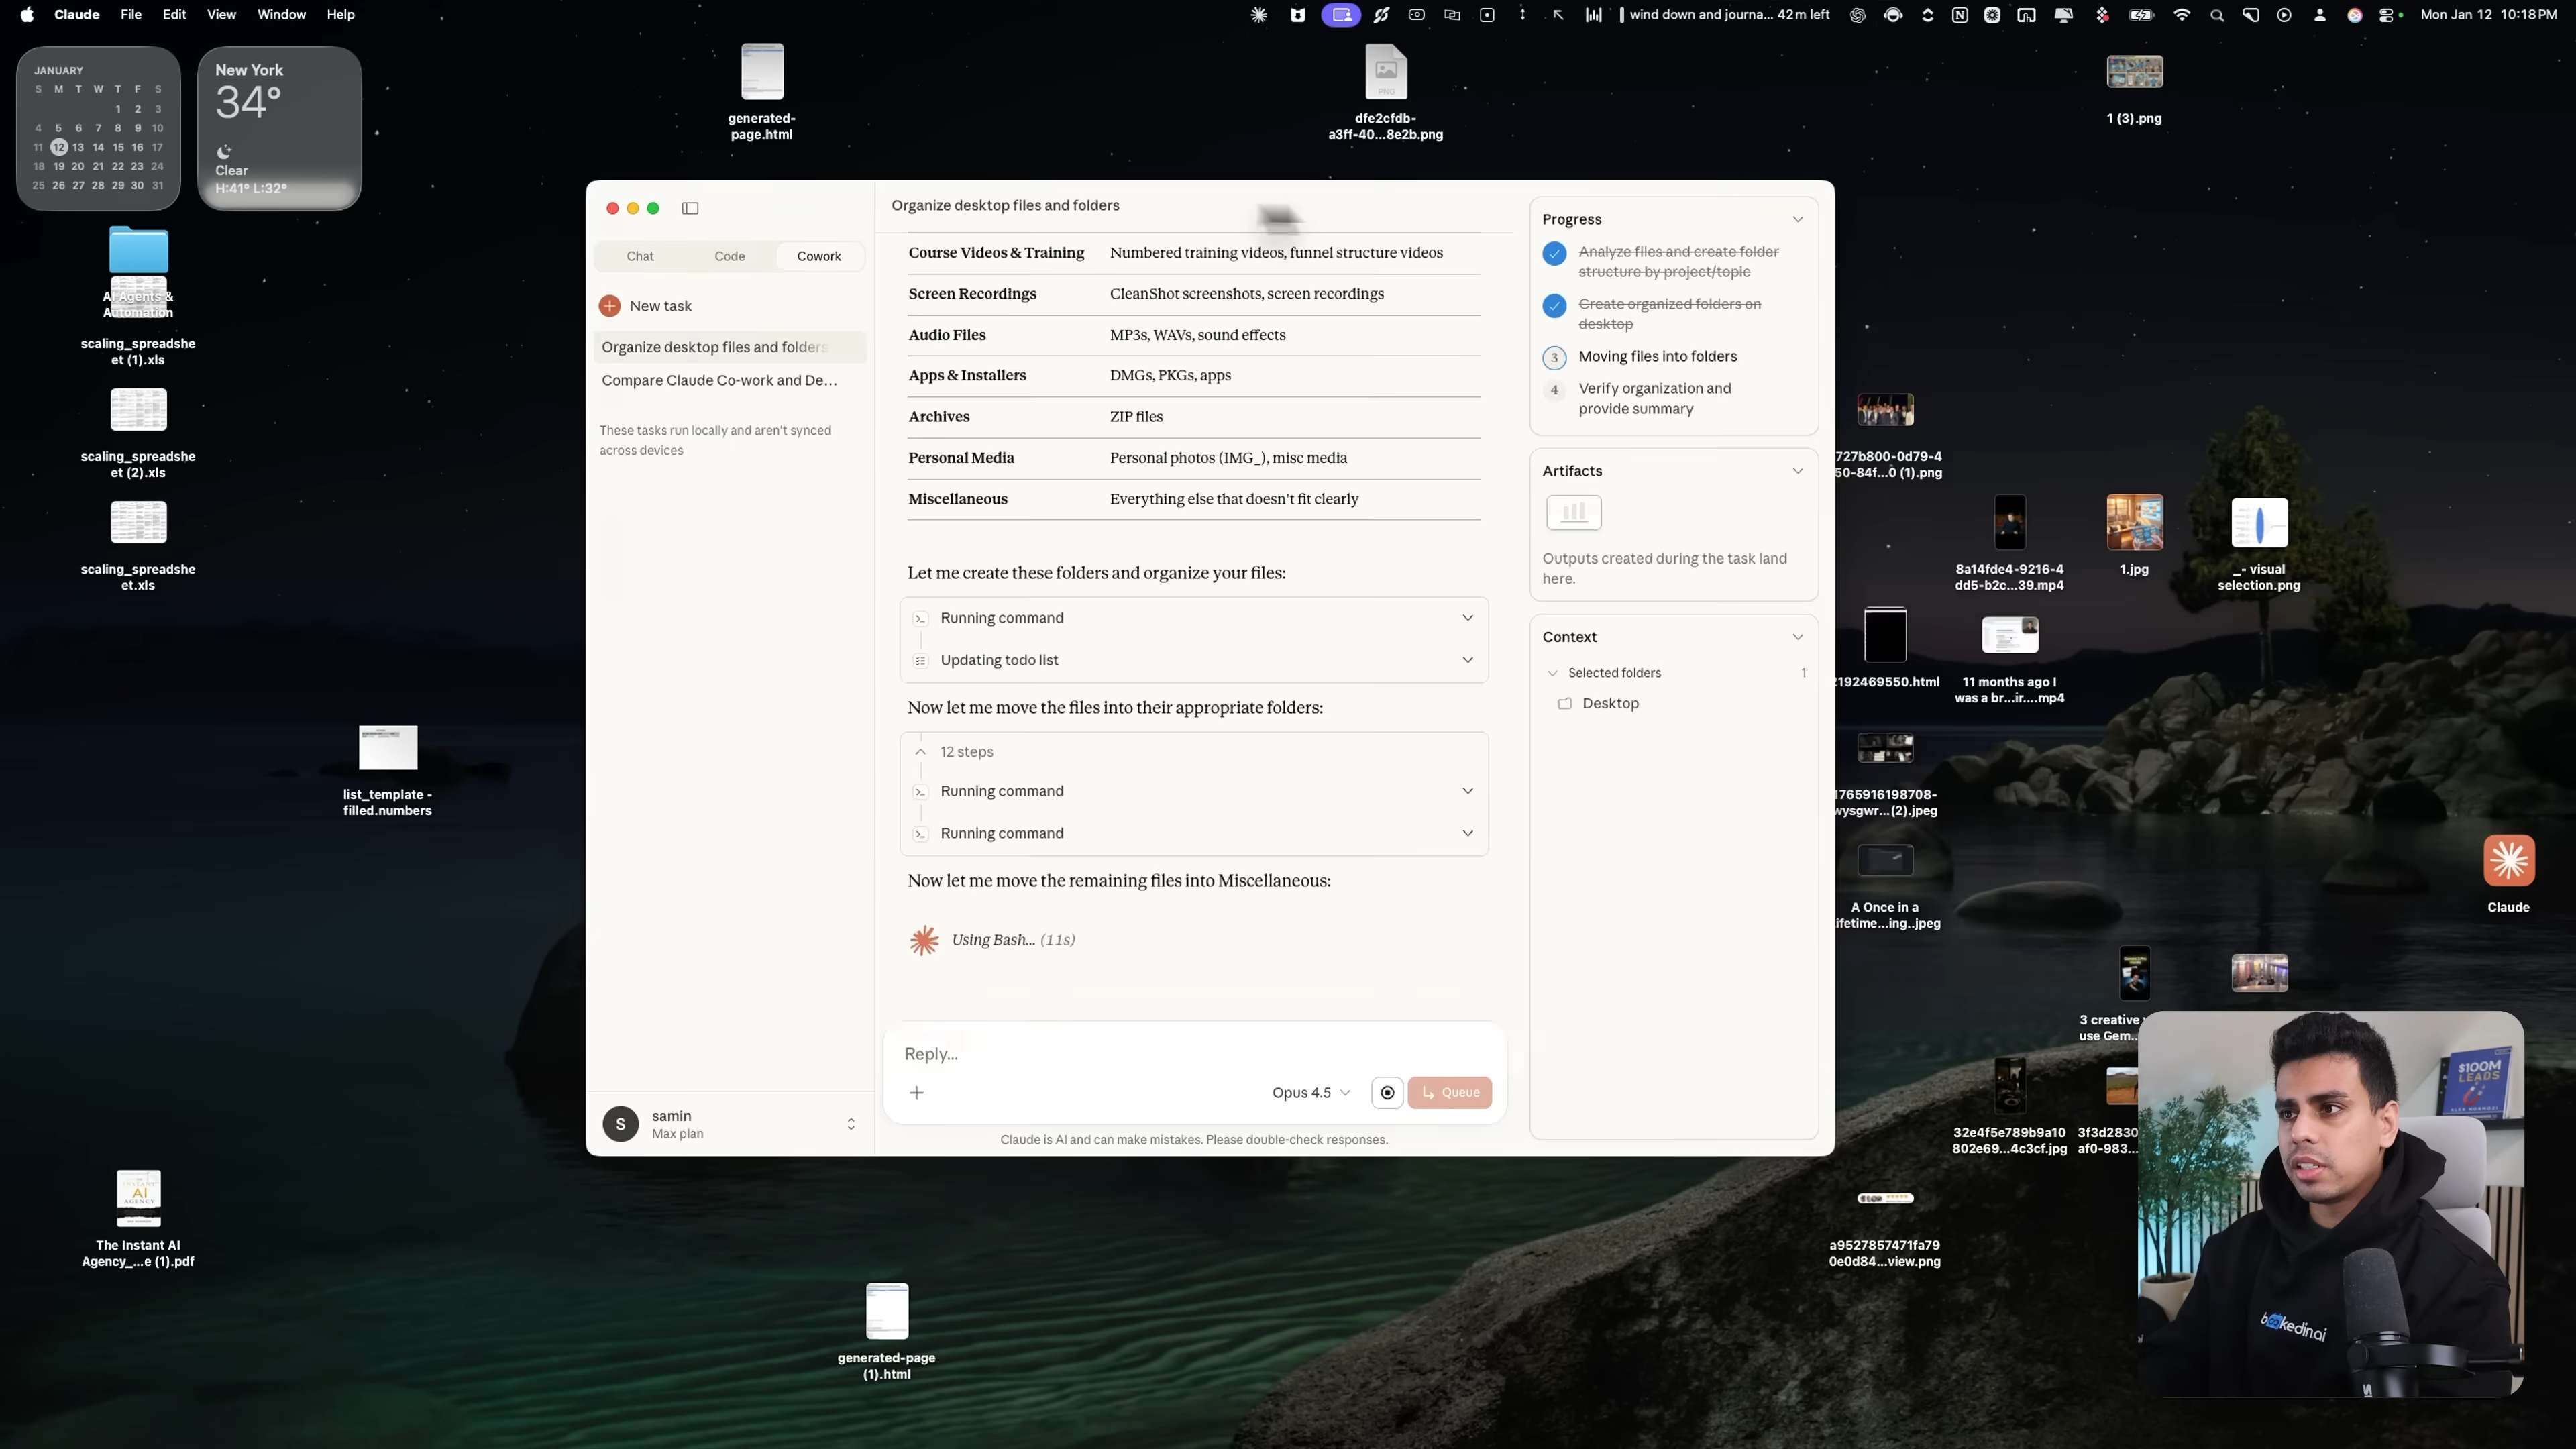 Claude File Edit View Window Help
wind down and journa... 42 m left
Mon Jan 12 10:18 PM
JANUARY
S M T W T F S
1 2 3
4 5 6 7 8 9 10
11 12 13 14 15 16 17
18 19 20 21 22 23 24
25 26 27 28 29 30 31
New York
34°
Clear
H:41° L:32°
generated-
page.html
PNG
dfe2cfdb-
a3ff-40...8e2b.png
1 (3).png
AI Agents &
Automation
scaling_spreadshe
et (1).xls
scaling_spreadshe
et (2).xls
scaling_spreadshe
et.xls
list_template -
filled.numbers
The Instant AI
Agency_...e (1).pdf
generated-page
(1).html
Chat Code Cowork
New task
Organize desktop files and folders
Compare Claude Co-work and De...
These tasks run locally and aren't synced
across devices
S
samin
Max plan
Organize desktop files and folders
Course Videos & Training Numbered training videos, funnel structure videos
Screen Recordings CleanShot screenshots, screen recordings
Audio Files MP3s, WAVs, sound effects
Apps & Installers DMGs, PKGs, apps
Archives ZIP files
Personal Media Personal photos (IMG_), misc media
Miscellaneous Everything else that doesn't fit clearly
Let me create these folders and organize your files:
Running command
Updating todo list
Now let me move the files into their appropriate folders:
12 steps
Running command
Running command
Now let me move the remaining files into Miscellaneous:
Using Bash... (11s)
Reply...
Opus 4.5
Queue
Claude is AI and can make mistakes. Please double-check responses.
Progress
Analyze files and create folder
structure by project/topic
Create organized folders on
desktop
3 Moving files into folders
4 Verify organization and
provide summary
Artifacts
Outputs created during the task land
here.
Context
Selected folders 1
Desktop
727b800-0d79-4
50-84f...0 (1).png
8a14fde4-9216-4
dd5-b2c...39.mp4
1.jpg
_- visual
selection.png
2192469550.html
11 months ago I
was a br...ir....mp4
1765916198708-
wysgwr...(2).jpeg
A Once in a
ifetime...ing..jpeg
Claude
3 creative
use Gem..
32e4f5e789b9a10
802e69...4c3cf.jpg
3f3d2830
af0-983...
a9527857471fa79
0e0d84...view.png
$100M
LEADS
ALEX HORMOZI
bookedin.ai